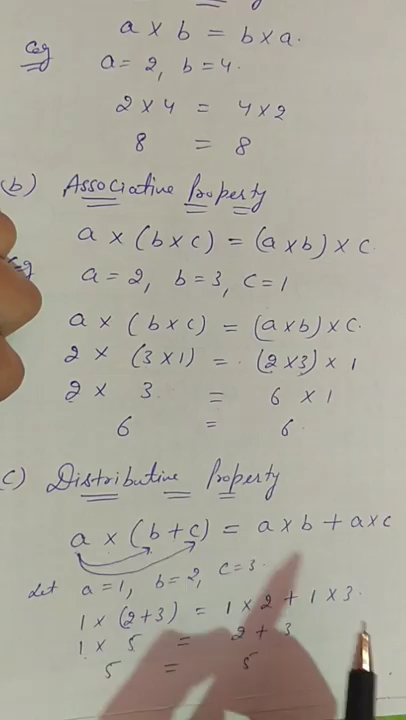 a × b = b × a.
eg a = 2, b = 4.
2 × 4 = 4 × 2
8 = 8
(b) Associative Property
a × (b × c) = (a × b) × c.
eg a = 2, b = 3, c = 1
a × (b × c) = (a × b) × c.
2 × (3 × 1) = (2 × 3) × 1
2 × 3 = 6 × 1
6 = 6.
c) Distributive Property
a × (b + c) = a × b + a × c
Let a = 1, b = 2, c = 3.
1 × (2 + 3) = 1 × 2 + 1 × 3.
1 × 5 = 2 + 3
5 = 5